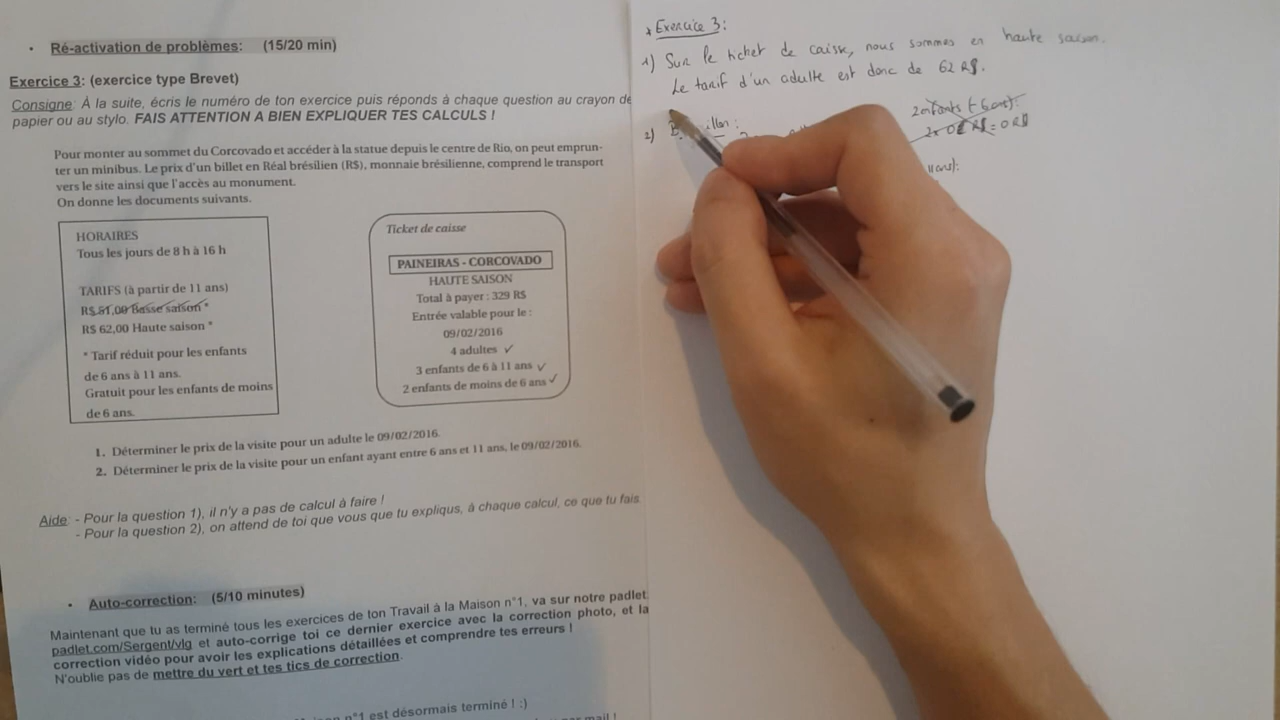 • Ré-activation de problèmes: (15/20 min)
Exercice 3: (exercice type Brevet)
Consigne: À la suite, écris le numéro de ton exercice puis réponds à chaque question au crayon de
papier ou au stylo. FAIS ATTENTION A BIEN EXPLIQUER TES CALCULS !
Pour monter au sommet du Corcovado et accéder à la statue depuis le centre de Rio, on peut emprun-
ter un minibus. Le prix d'un billet en Réal brésilien (R$), monnaie brésilienne, comprend le transport
vers le site ainsi que l'accès au monument.
On donne les documents suivants.
HORAIRES
Tous les jours de 8 h à 16 h
TARIFS (à partir de 11 ans)
R$ 51,00 Basse saison *
R$ 62,00 Haute saison *
* Tarif réduit pour les enfants
de 6 ans à 11 ans.
Gratuit pour les enfants de moins
de 6 ans.
Ticket de caisse
PAINEIRAS - CORCOVADO
HAUTE SAISON
Total à payer : 329 R$
Entrée valable pour le :
09/02/2016
4 adultes ✓
3 enfants de 6 à 11 ans ✓
2 enfants de moins de 6 ans ✓
1. Déterminer le prix de la visite pour un adulte le 09/02/2016.
2. Déterminer le prix de la visite pour un enfant ayant entre 6 ans et 11 ans, le 09/02/2016.
Aide: - Pour la question 1), il n'y a pas de calcul à faire !
- Pour la question 2), on attend de toi que vous que tu expliqus, à chaque calcul, ce que tu fais.
• Auto-correction: (5/10 minutes)
Maintenant que tu as terminé tous les exercices de ton Travail à la Maison n°1, va sur notre padlet
padlet.com/Sergent/vlg et auto-corrige toi ce dernier exercice avec la correction photo, et la
correction vidéo pour avoir les explications détaillées et comprendre tes erreurs !
N'oublie pas de mettre du vert et tes tics de correction.
n°1 est désormais terminé ! :)
mail !
* Exercice 3:
1) Sur le ticket de caisse, nous sommes en haute saison.
Le tarif d'un adulte est donc de 62 R$.
2)
2 enfants (-6 ans):
= 0 R$
11 ans):